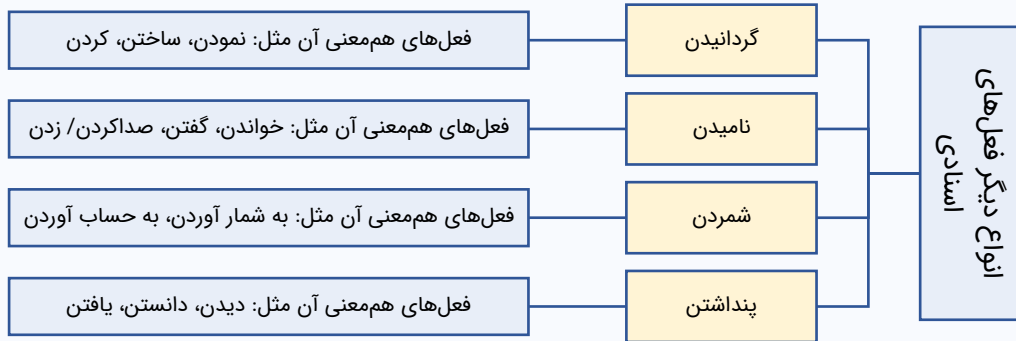 انواع دیگر فعل‌های
اسنادی
گردانیدن
فعل‌های هم‌معنی آن مثل: نمودن، ساختن، کردن
نامیدن
فعل‌های هم‌معنی آن مثل: خواندن، گفتن، صداکردن/ زدن
شمردن
فعل‌های هم‌معنی آن مثل: به شمار آوردن، به حساب آوردن
پنداشتن
فعل‌های هم‌معنی آن مثل: دیدن، دانستن، یافتن